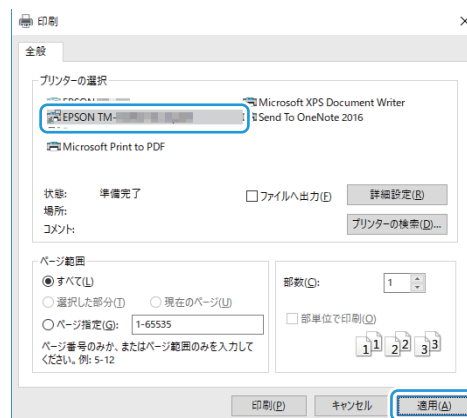 印刷
全般
プリンターの選択
EPSON
Microsoft XPS Document Writer
EPSON TM-
Send To OneNote 2016
Microsoft Print to PDF
状態: 準備完了
ファイルへ出力(F)
詳細設定(R)
場所:
コメント:
プリンターの検索(D)...
ページ範囲
すべて(L)
選択した部分(T)
現在のページ(U)
ページ指定(G): 1-65535
ページ番号のみか、またはページ範囲のみを入力して
ください。例: 5-12
部数(C): 1
部単位で印刷(O)
1 1 2 2 3 3
印刷(P)
キャンセル
適用(A)